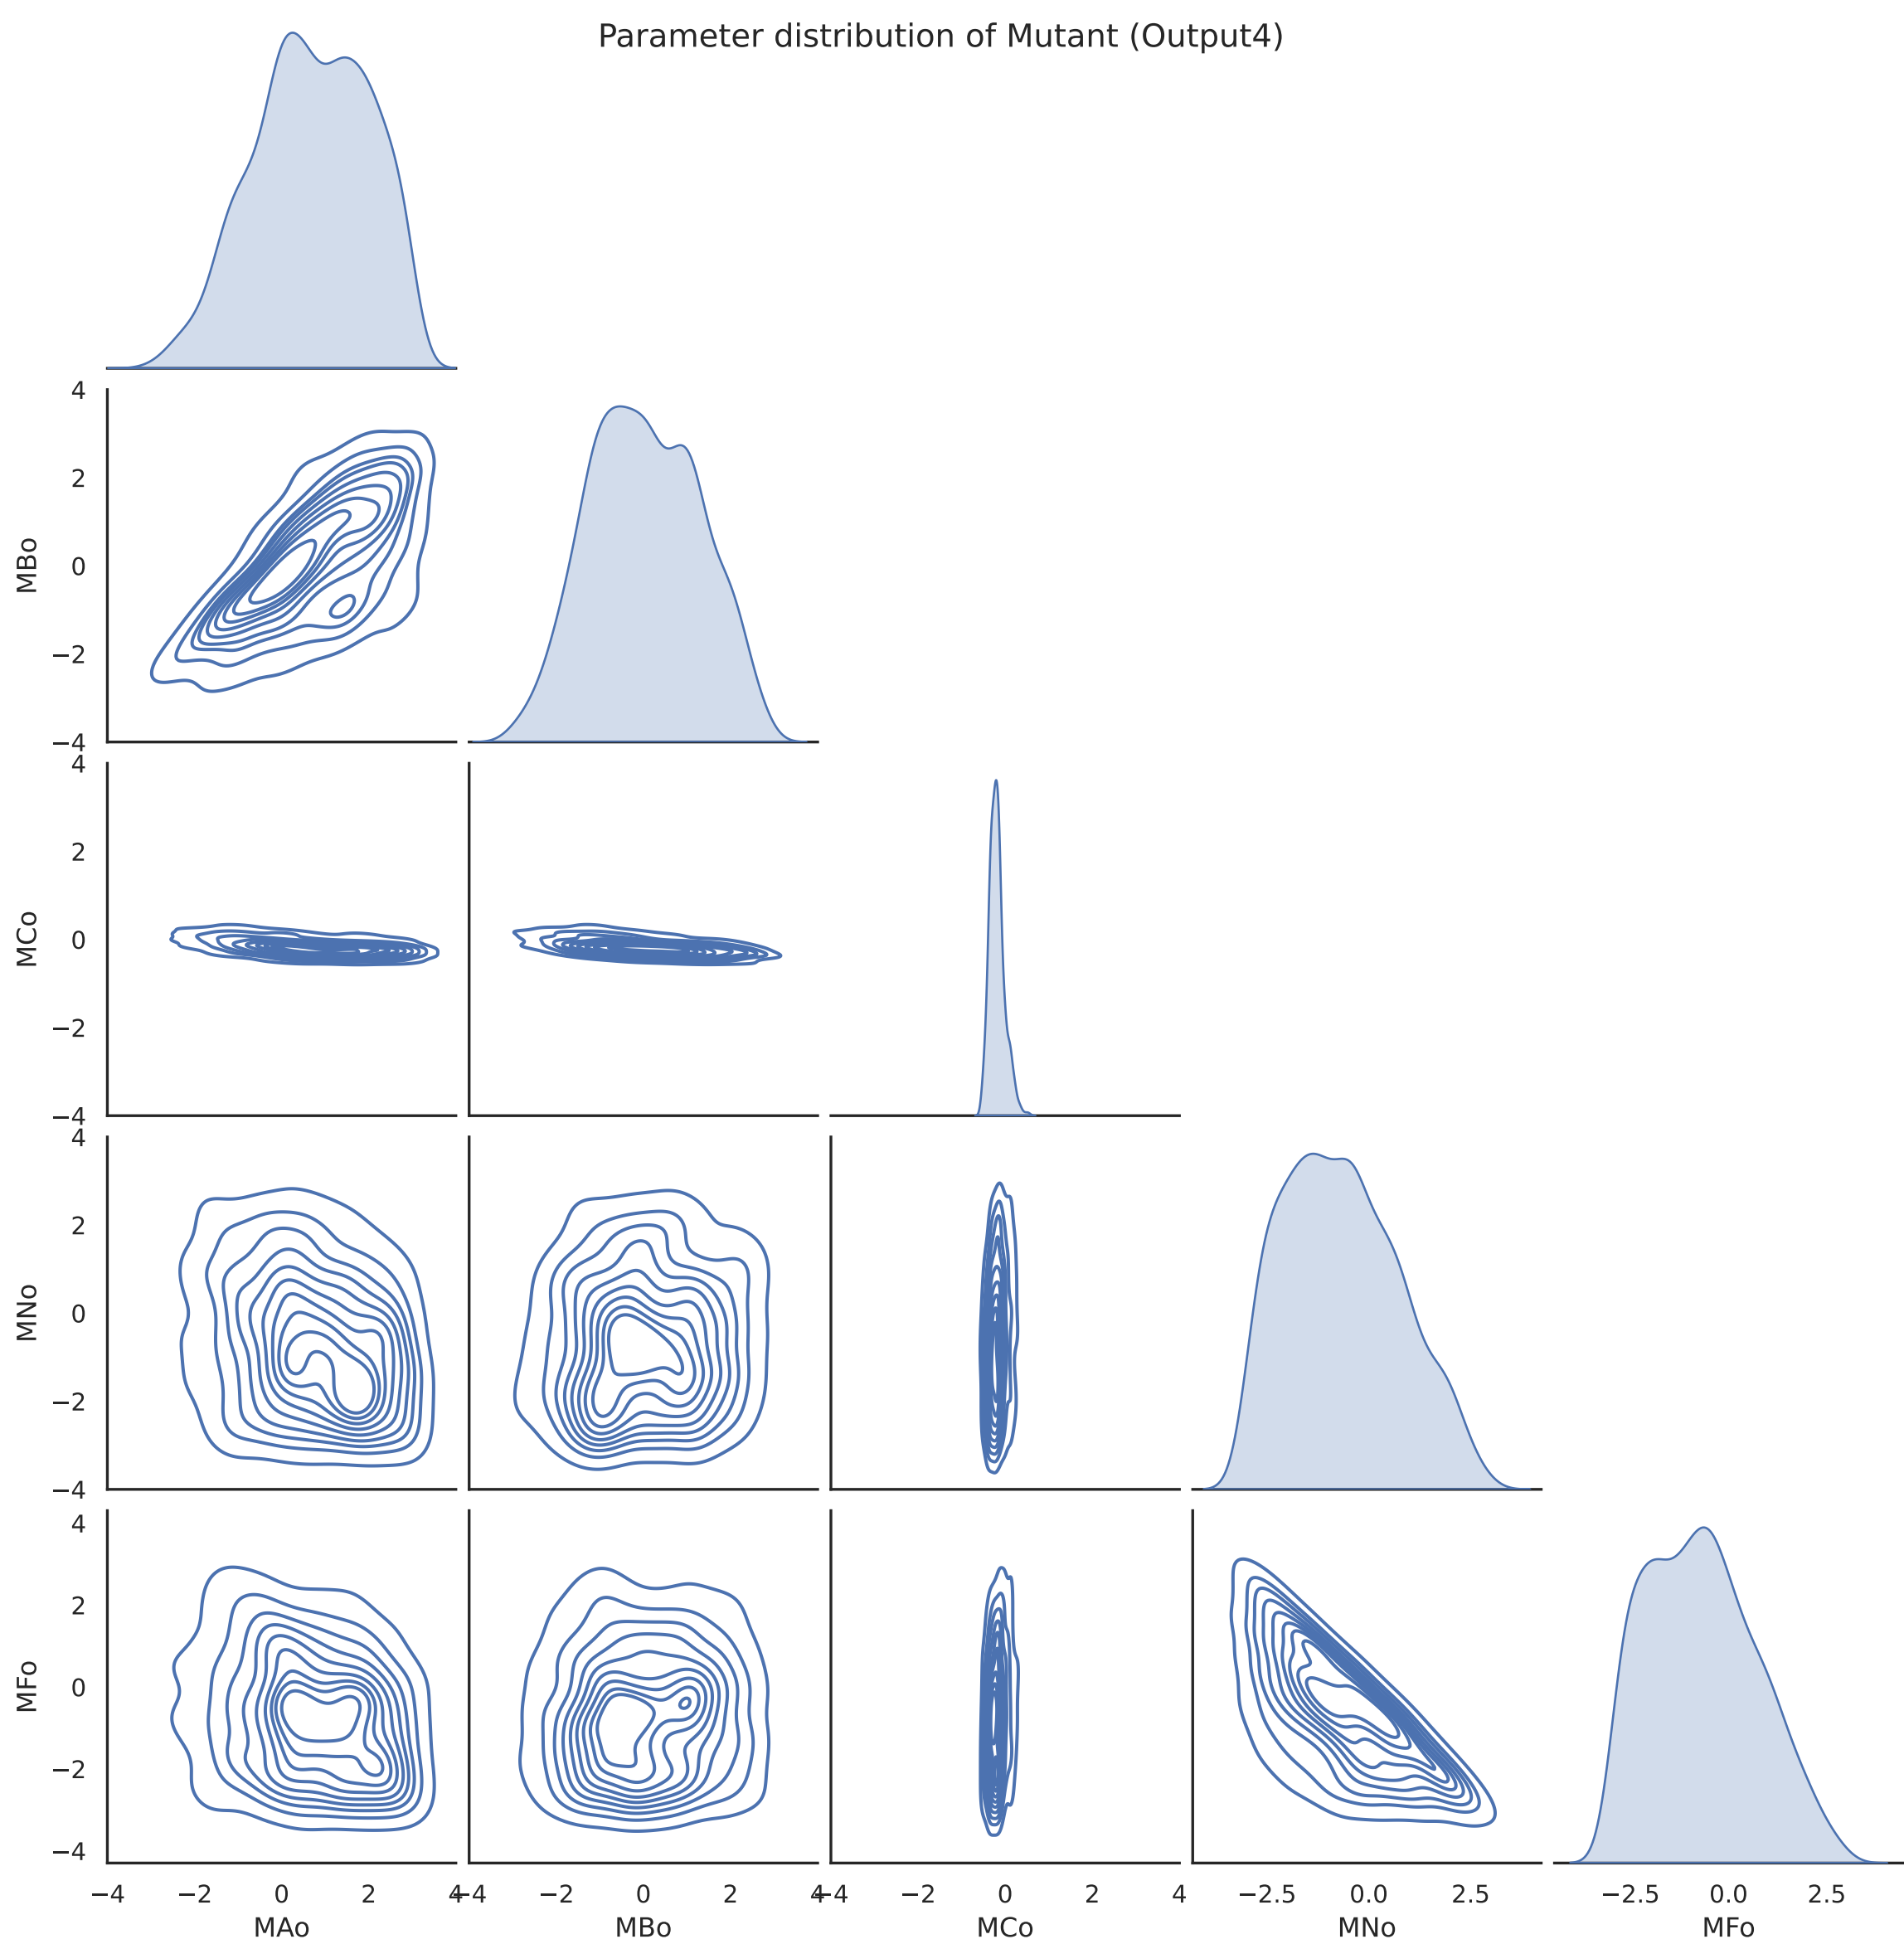 Parameter distribution of Mutant (Output4)
4
2
0
−2
−4
MBo
4
2
0
−2
−4
MCo
4
2
0
−2
−4
MNo
4
2
0
−2
−4
MFo
−4 −2 0 2 4
−4 −2 0 2 4
−4 −2 0 2 4
−2.5 0.0 2.5
−2.5 0.0 2.5
MAo MBo MCo MNo MFo